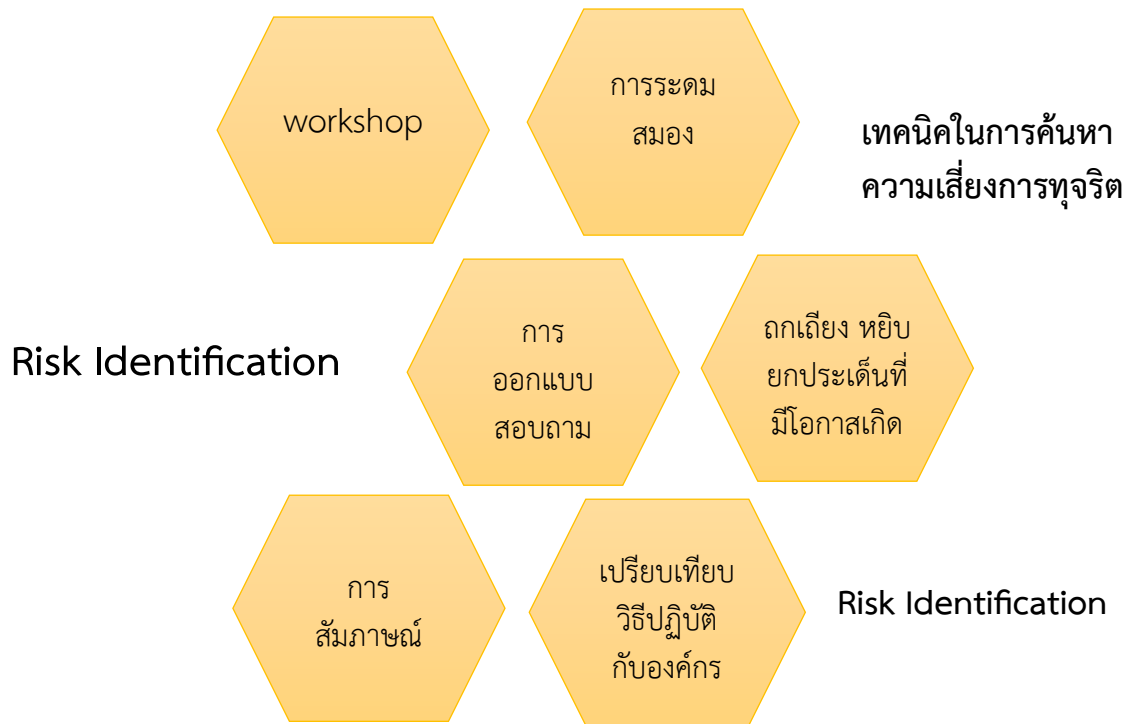 workshop
การระดม
สมอง
เทคนิคในการค้นหา
ความเสี่ยงการทุจริต
Risk Identification
การ
ออกแบบ
สอบถาม
ถกเถียง หยิบ
ยกประเด็นที่
มีโอกาสเกิด
การ
สัมภาษณ์
เปรียบเทียบ
วิธีปฏิบัติ
กับองค์กร
Risk Identification